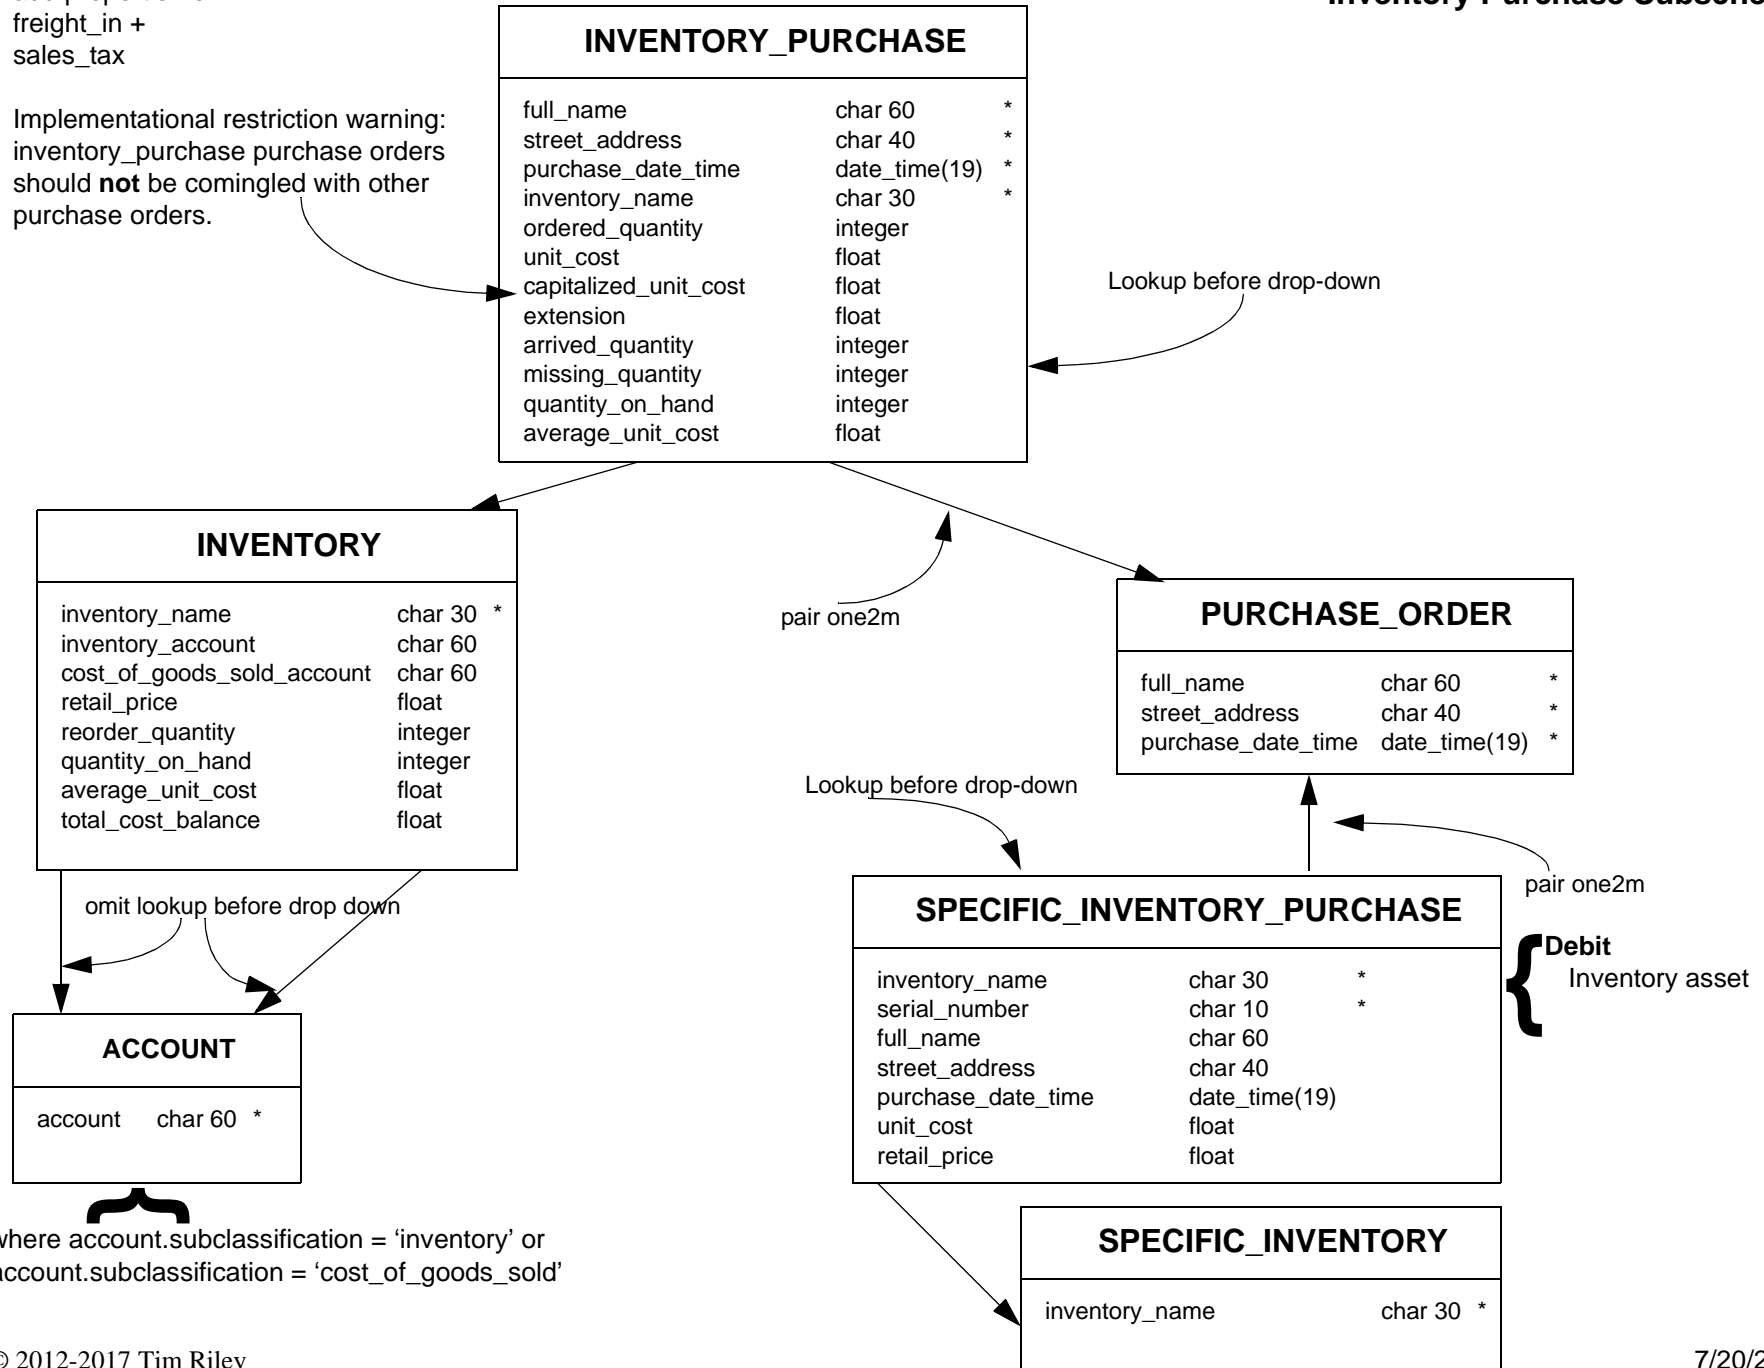 freight_in +
sales_tax
Implementational restriction warning:
inventory_purchase purchase orders
should not be comingled with other
purchase orders.
INVENTORY_PURCHASE
full_name char 60 *
street_address char 40 *
purchase_date_time date_time(19) *
inventory_name char 30 *
ordered_quantity integer
unit_cost float
capitalized_unit_cost float
extension float
arrived_quantity integer
missing_quantity integer
quantity_on_hand integer
average_unit_cost float
Lookup before drop-down
INVENTORY
inventory_name char 30 *
inventory_account char 60
cost_of_goods_sold_account char 60
retail_price float
reorder_quantity integer
quantity_on_hand integer
average_unit_cost float
total_cost_balance float
pair one2m
PURCHASE_ORDER
full_name char 60 *
street_address char 40 *
purchase_date_time date_time(19) *
Lookup before drop-down
pair one2m
omit lookup before drop down
SPECIFIC_INVENTORY_PURCHASE
inventory_name char 30 *
serial_number char 10 *
full_name char 60
street_address char 40
purchase_date_time date_time(19)
unit_cost float
retail_price float
Debit
Inventory asset
ACCOUNT
account char 60 *
where account.subclassification = ‘inventory’ or
account.subclassification = ‘cost_of_goods_sold’
SPECIFIC_INVENTORY
inventory_name char 30 *
© 2012-2017 Tim Riley
7/20/2